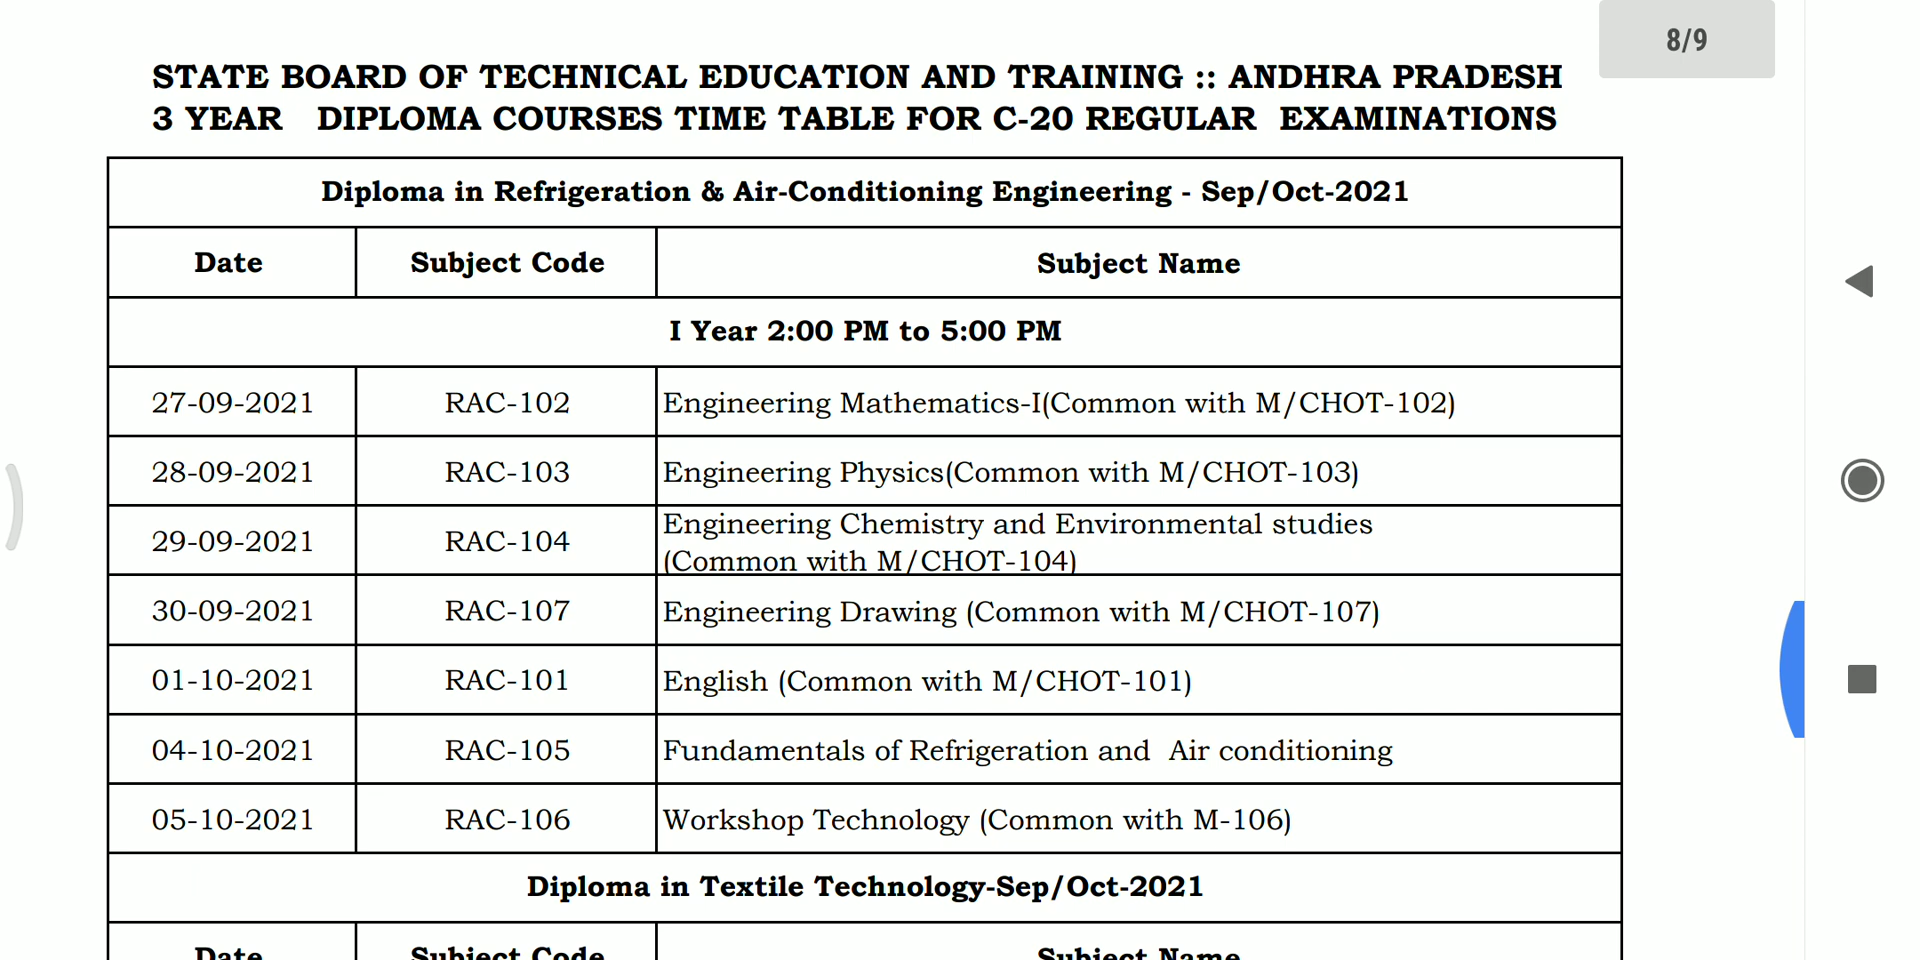 8/9
STATE BOARD OF TECHNICAL EDUCATION AND TRAINING :: ANDHRA PRADESH
3 YEAR DIPLOMA COURSES TIME TABLE FOR C-20 REGULAR EXAMINATIONS
Diploma in Refrigeration & Air-Conditioning Engineering - Sep/Oct-2021
Date Subject Code Subject Name
I Year 2:00 PM to 5:00 PM
27-09-2021 RAC-102 Engineering Mathematics-I(Common with M/CHOT-102)
28-09-2021 RAC-103 Engineering Physics(Common with M/CHOT-103)
29-09-2021 RAC-104 Engineering Chemistry and Environmental studies
(Common with M/CHOT-104)
30-09-2021 RAC-107 Engineering Drawing (Common with M/CHOT-107)
01-10-2021 RAC-101 English (Common with M/CHOT-101)
04-10-2021 RAC-105 Fundamentals of Refrigeration and Air conditioning
05-10-2021 RAC-106 Workshop Technology (Common with M-106)
Diploma in Textile Technology-Sep/Oct-2021
Date Subject Code Subject Name